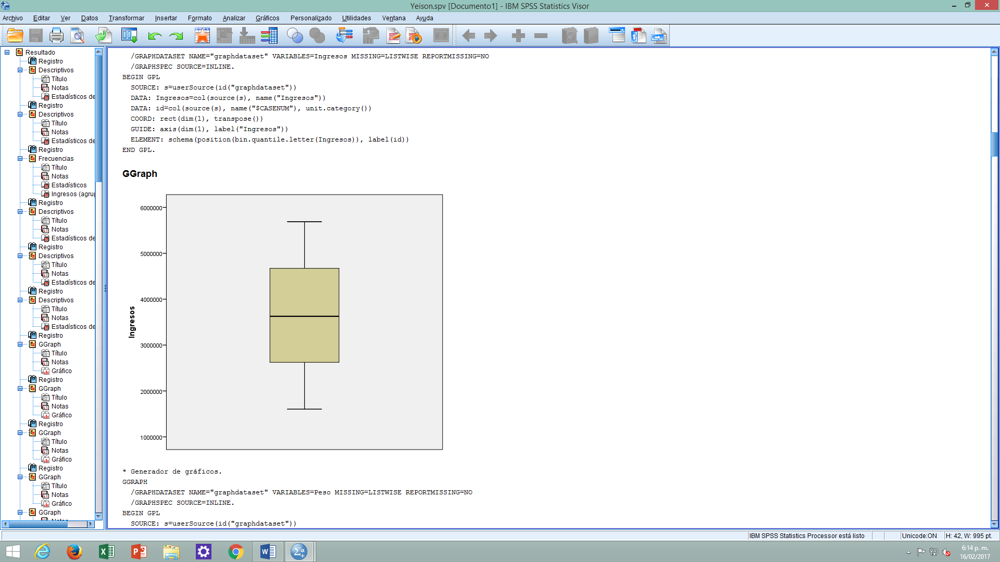 Yeison.spv [Documento1] - IBM SPSS Statistics Visor
Archivo Editar Ver Datos Transformar Insertar Formato Analizar Gráficos Personalizado Utilidades Ventana Ayuda
Resultado
Registro
Descriptivos
Título
Notas
Estadísticos de
Registro
Descriptivos
Título
Notas
Estadísticos de
Registro
Frecuencias
Título
Notas
Estadísticos
Ingresos (agru
Registro
Descriptivos
Título
Notas
Estadísticos de
Registro
Descriptivos
Título
Notas
Estadísticos de
Registro
Descriptivos
Título
Notas
Estadísticos de
Registro
GGraph
Título
Notas
Gráfico
Registro
GGraph
Título
Notas
Gráfico
Registro
GGraph
Título
Notas
Gráfico
Registro
GGraph
Título
Notas
Gráfico
GGraph
/GRAPHDATASET NAME="graphdataset" VARIABLES=Ingresos MISSING=LISTWISE REPORTMISSING=NO
/GRAPHSPEC SOURCE=INLINE.
BEGIN GPL
SOURCE: s=userSource(id("graphdataset"))
DATA: Ingresos=col(source(s), name("Ingresos"))
DATA: id=col(source(s), name("$CASENUM"), unit.category())
COORD: rect(dim(1), transpose())
GUIDE: axis(dim(1), label("Ingresos"))
ELEMENT: schema(position(bin.quantile.letter(Ingresos)), label(id))
END GPL.
GGraph
6000000
5000000
4000000
3000000
2000000
1000000
Ingresos
* Generador de gráficos.
GGRAPH
/GRAPHDATASET NAME="graphdataset" VARIABLES=Peso MISSING=LISTWISE REPORTMISSING=NO
/GRAPHSPEC SOURCE=INLINE.
BEGIN GPL
SOURCE: s=userSource(id("graphdataset"))
IBM SPSS Statistics Processor está listo Unicode:ON H: 42, W: 995 pt.
6:14 p. m.
16/02/2017